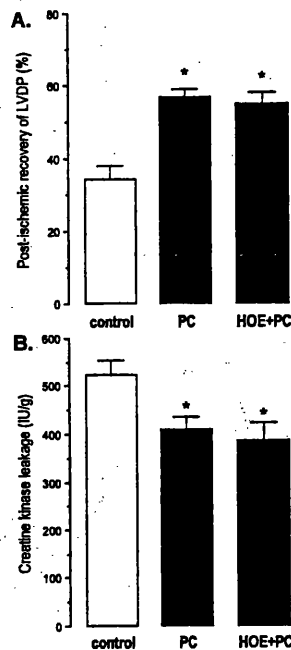 A.
Post-ischemic recovery of LVDP (%)
80
60
40
20
0
*
*
control PC HOE+PC
B.
Creatine kinase leakage (IU/g)
600
500
400
300
200
100
0
*
*
control PC HOE+PC